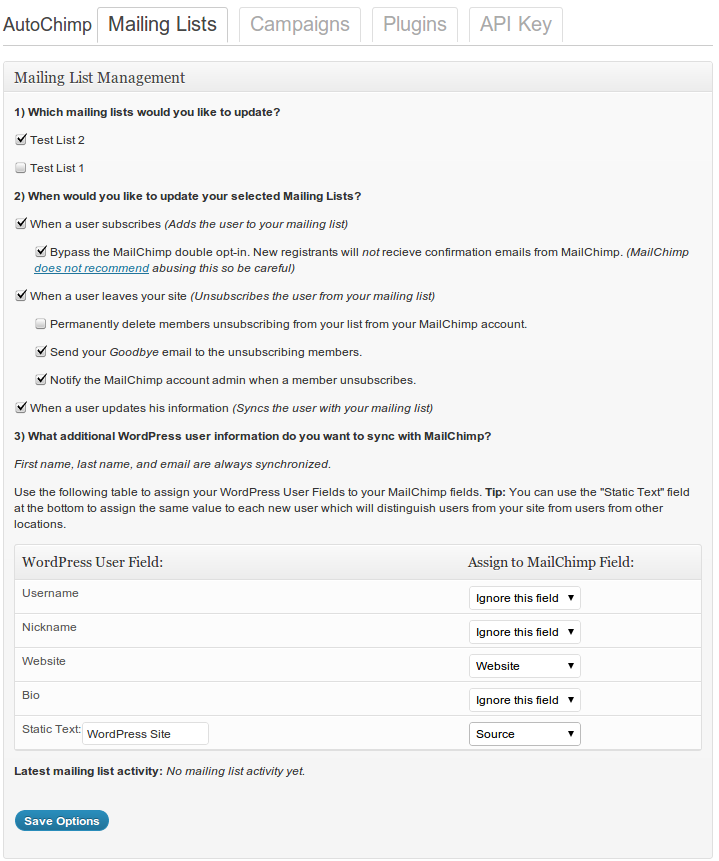 AutoChimp Mailing Lists Campaigns Plugins API Key
Mailing List Management
1) Which mailing lists would you like to update?
Test List 2
Test List 1
2) When would you like to update your selected Mailing Lists?
When a user subscribes (Adds the user to your mailing list)
Bypass the MailChimp double opt-in. New registrants will not recieve confirmation emails from MailChimp. (MailChimp
does not recommend abusing this so be careful)
When a user leaves your site (Unsubscribes the user from your mailing list)
Permanently delete members unsubscribing from your list from your MailChimp account.
Send your Goodbye email to the unsubscribing members.
Notify the MailChimp account admin when a member unsubscribes.
When a user updates his information (Syncs the user with your mailing list)
3) What additional WordPress user information do you want to sync with MailChimp?
First name, last name, and email are always synchronized.
Use the following table to assign your WordPress User Fields to your MailChimp fields. Tip: You can use the "Static Text" field
at the bottom to assign the same value to each new user which will distinguish users from your site from users from other
locations.
WordPress User Field: Assign to MailChimp Field:
Username Ignore this field
Nickname Ignore this field
Website Website
Bio Ignore this field
Static Text: WordPress Site Source
Latest mailing list activity: No mailing list activity yet.
Save Options